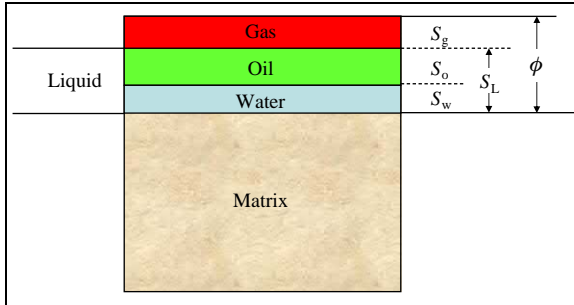 Gas
S_g
Oil
S_o
ϕ
Liquid
S_L
Water
S_w
Matrix